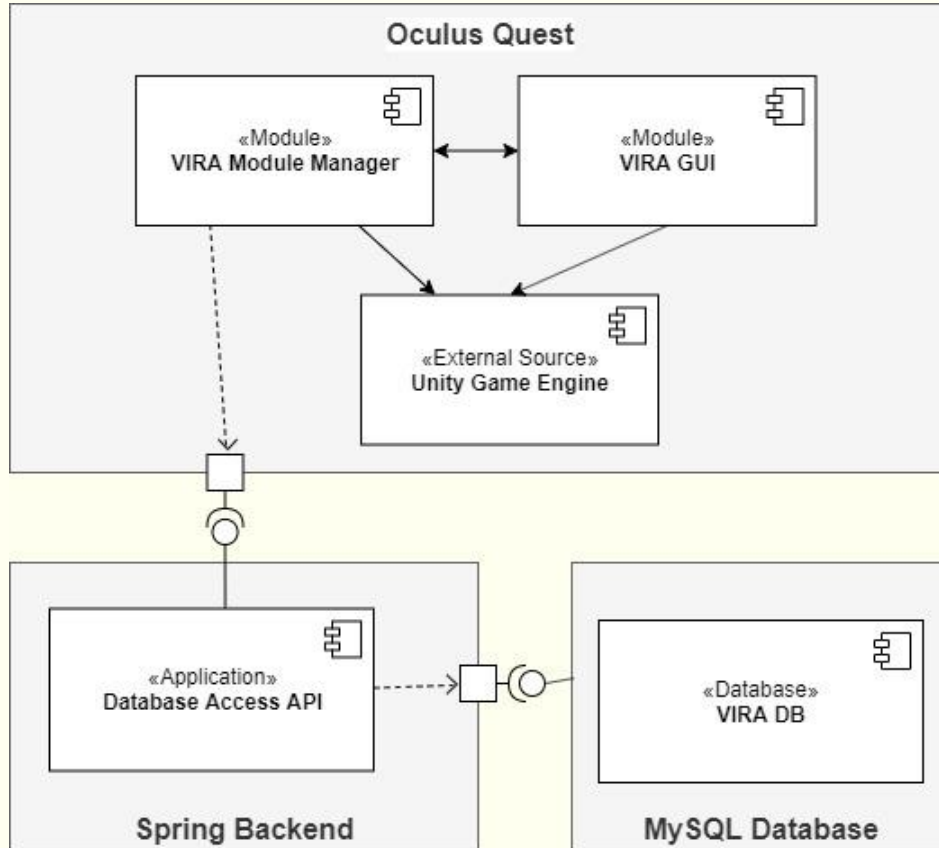 Oculus Quest
«Module»
VIRA Module Manager
«Module»
VIRA GUI
«External Source»
Unity Game Engine
«Application»
Database Access API
Spring Backend
«Database»
VIRA DB
MySQL Database